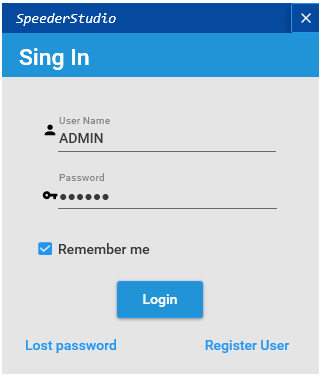 SpeederStudio
Sing In
User Name
ADMIN
Password
●●●●●●
Remember me
Login
Lost password Register User